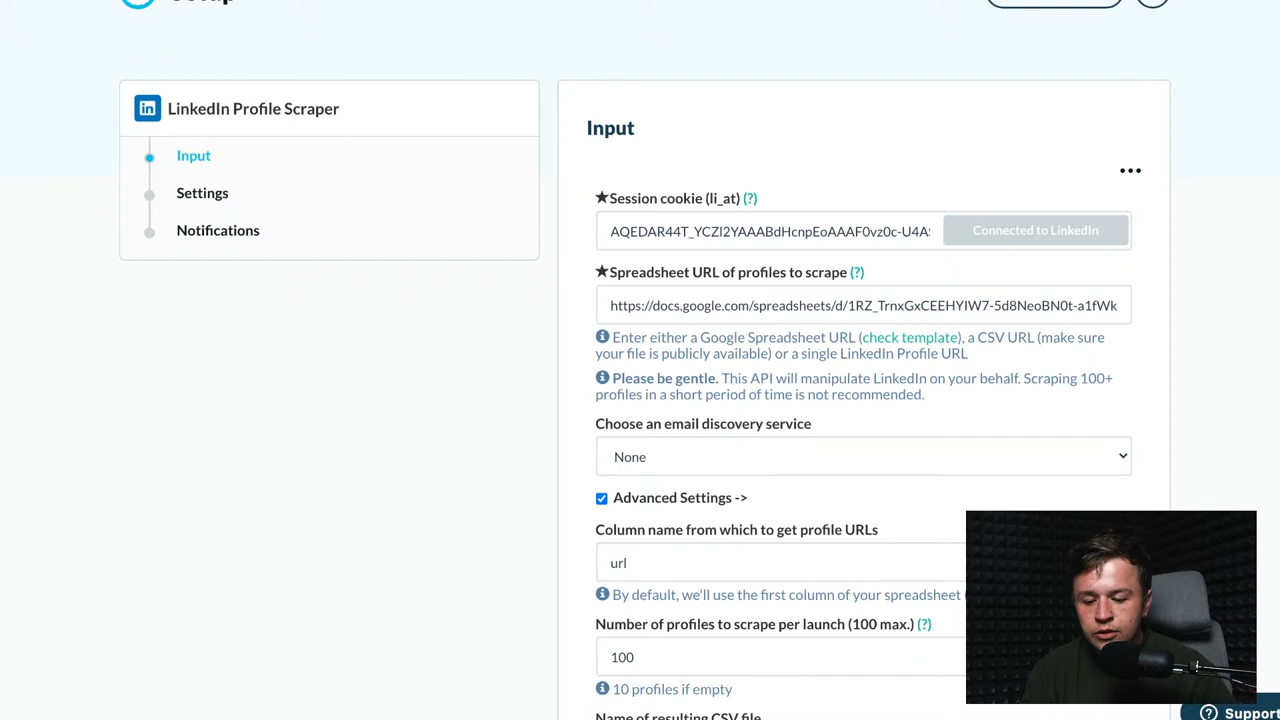 LinkedIn Profile Scraper
Input
Settings
Notifications
Input
★Session cookie (li_at) (?)
AQEDAR44T_YCZI2YAAABdHcnpEoAAAF0vz0c-U4A
Connected to LinkedIn
★Spreadsheet URL of profiles to scrape (?)
https://docs.google.com/spreadsheets/d/1RZ_TrnxGxCEEHYIW7-5d8NeoBN0t-a1fWk
Enter either a Google Spreadsheet URL (check template), a CSV URL (make sure
your file is publicly available) or a single LinkedIn Profile URL
Please be gentle. This API will manipulate LinkedIn on your behalf. Scraping 100+
profiles in a short period of time is not recommended.
Choose an email discovery service
None
Advanced Settings ->
Column name from which to get profile URLs
url
By default, we'll use the first column of your spreadsheet
Number of profiles to scrape per launch (100 max.) (?)
100
10 profiles if empty
Name of resulting CSV file
Support